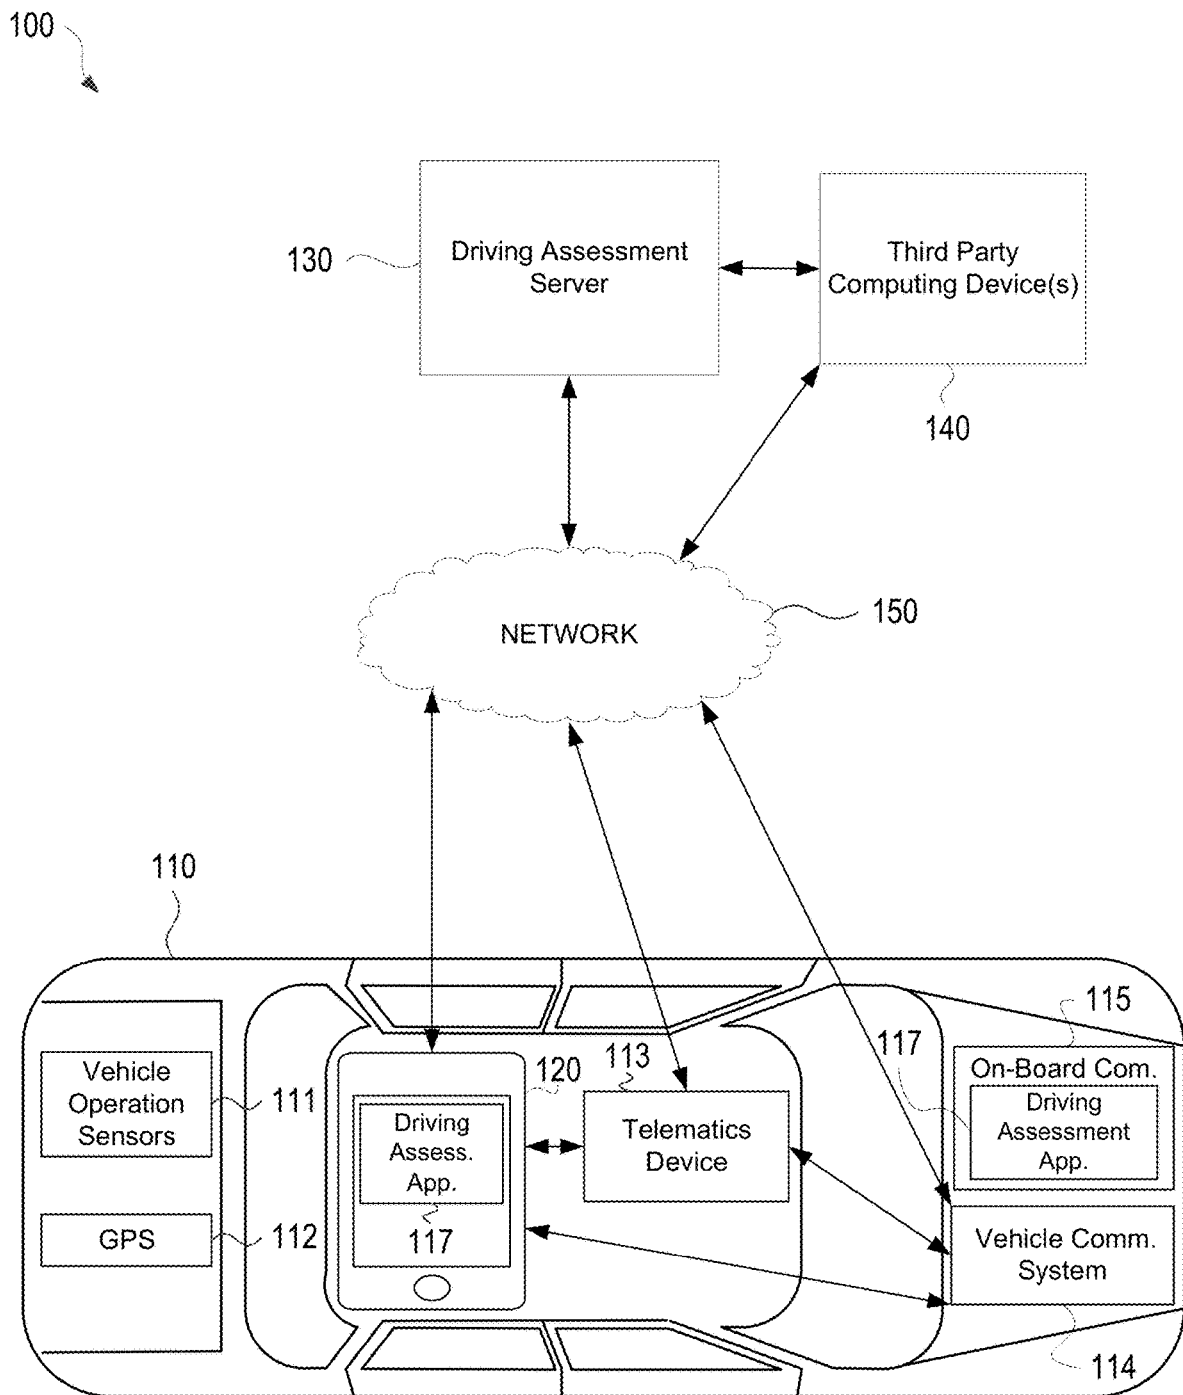 100
130
Driving Assessment
Server
Third Party
Computing Device(s)
140
NETWORK
150
110
Vehicle
Operation
Sensors
111
GPS
112
120
Driving
Assess.
App.
117
113
Telematics
Device
115
117
On-Board Com.
Driving
Assessment
App.
Vehicle Comm.
System
114